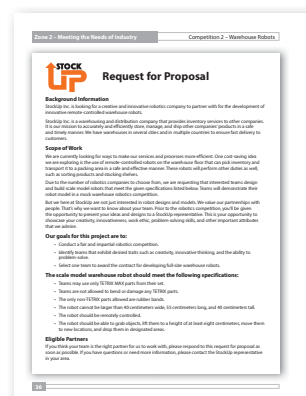 Zone 2 – Meeting the Needs of Industry
Competition 2 – Warehouse Robots
STOCK
UP
Request for Proposal
Background Information
StockUp Inc. is looking for a creative and innovative robotics company to partner with for the development of
innovative remote-controlled warehouse robots.
StockUp Inc. is a warehousing and distribution company that provides inventory services to other companies.
It is our mission to accurately and efficiently store, manage, and ship other companies' products in a safe
and timely manner. We have warehouses in several cities and in multiple countries to ensure fast delivery to
customers.
Scope of Work
We are currently looking for ways to make our services and processes more efficient. One cost-saving idea
we are exploring is the use of remote-controlled robots on the warehouse floor that can pick inventory and
transport it to a packing area in a safe and effective manner. These robots will perform other duties as well,
such as sorting products and stocking shelves.
Due to the number of robotics companies to choose from, we are requesting that interested teams design
and build scale model robots that meet the given specifications listed below. Teams will demonstrate their
robot model in a mock warehouse robotics competition.
But we here at StockUp are not just interested in robot designs and models. We value our partnerships with
people. That's why we want to know about your team. Prior to the robotics competition, you'll be given
the opportunity to present your ideas and designs to a StockUp representative. This is your opportunity to
showcase your creativity, innovativeness, work ethic, problem-solving skills, and other important attributes
that we admire.
Our goals for this project are to:
- Conduct a fair and impartial robotics competition.
- Identify teams that exhibit desired traits such as creativity, innovative thinking, and the ability to
problem-solve.
- Select one team to award the contract for developing full-size warehouse robots.
The scale model warehouse robot should meet the following specifications:
- Teams may use only TETRIX MAX parts from their set.
- Teams are not allowed to bend or damage any TETRIX parts.
- The only non-TETRIX parts allowed are rubber bands.
- The robot cannot be larger than 40 centimeters wide, 55 centimeters long, and 40 centimeters tall.
- The robot should be remotely controlled.
- The robot should be able to grab objects, lift them to a height of at least eight centimeters, move them
to new locations, and drop them in designated areas.
Eligible Partners
If you think your team is the right partner for us to work with, please respond to this request for proposal as
soon as possible. If you have questions or need more information, please contact the StockUp representative
in your area.
36